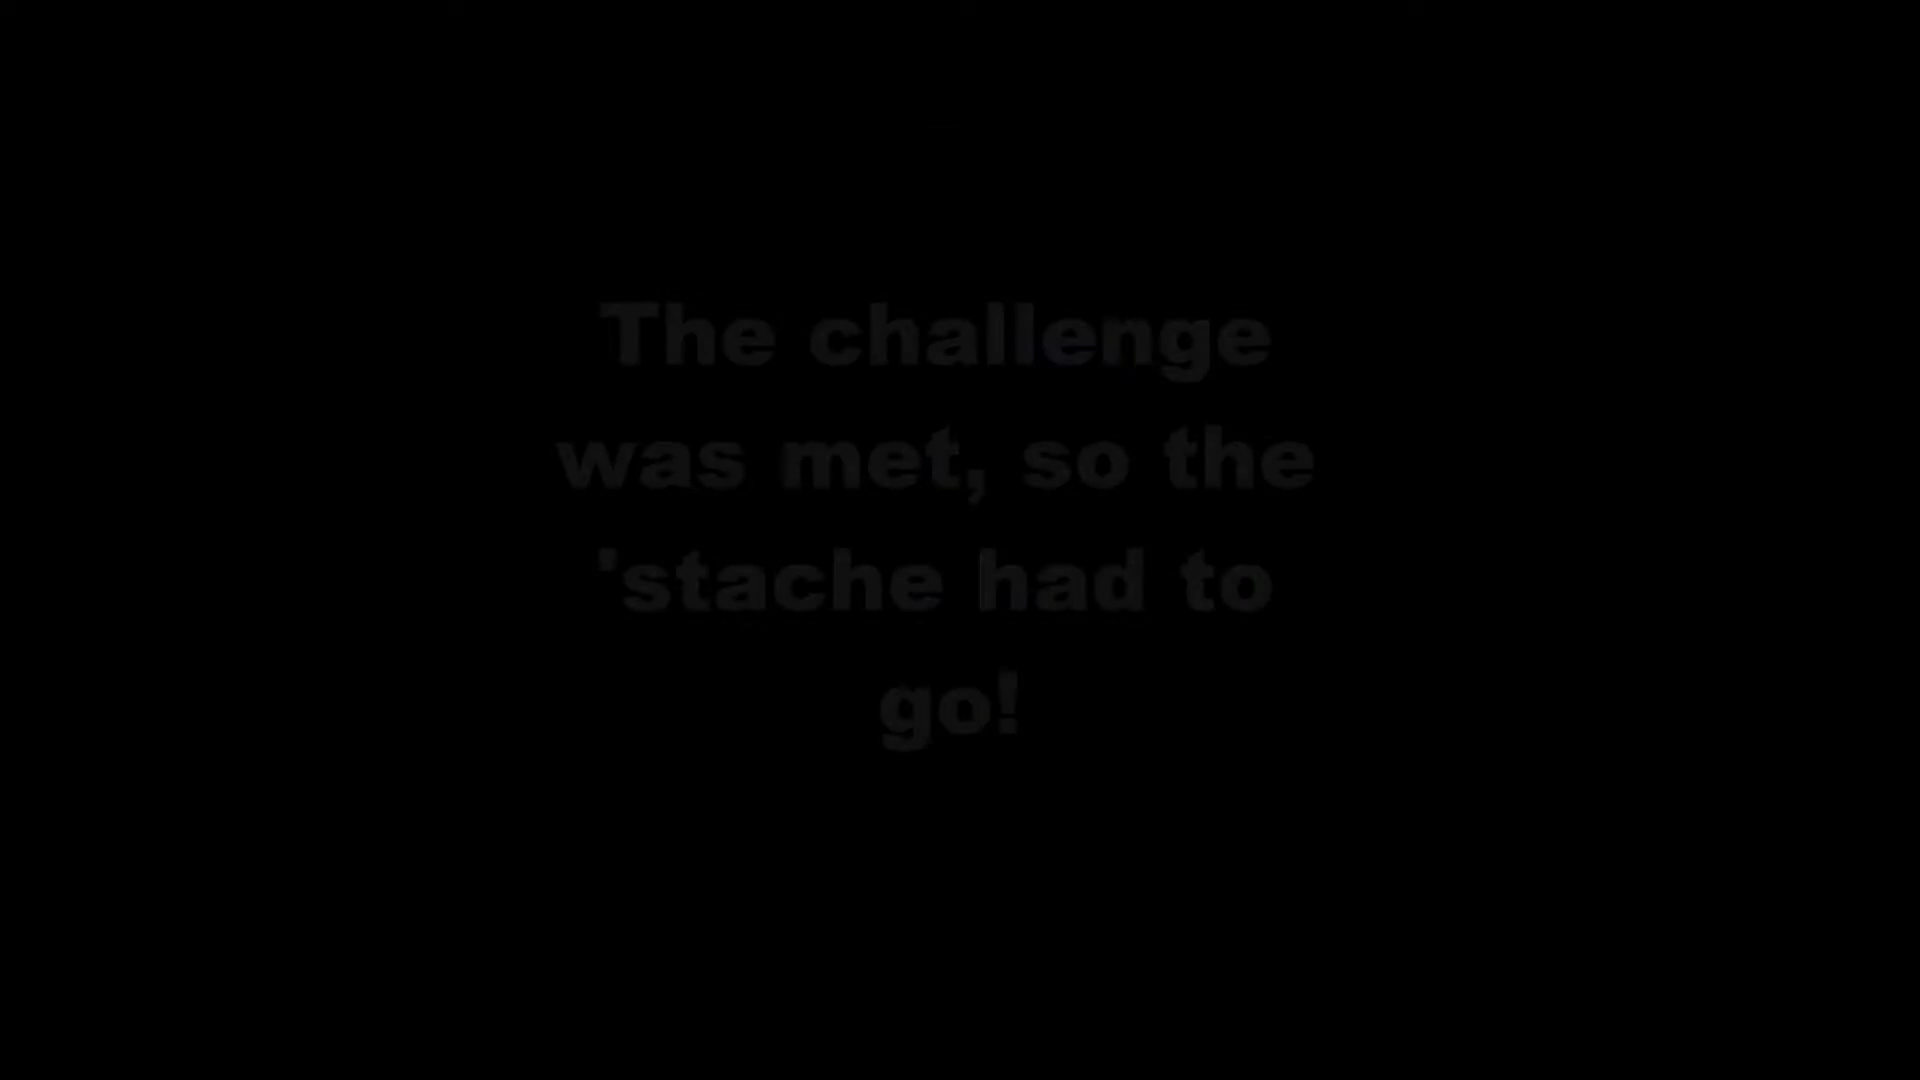 The challenge
was met, so the
'stache had to
go!